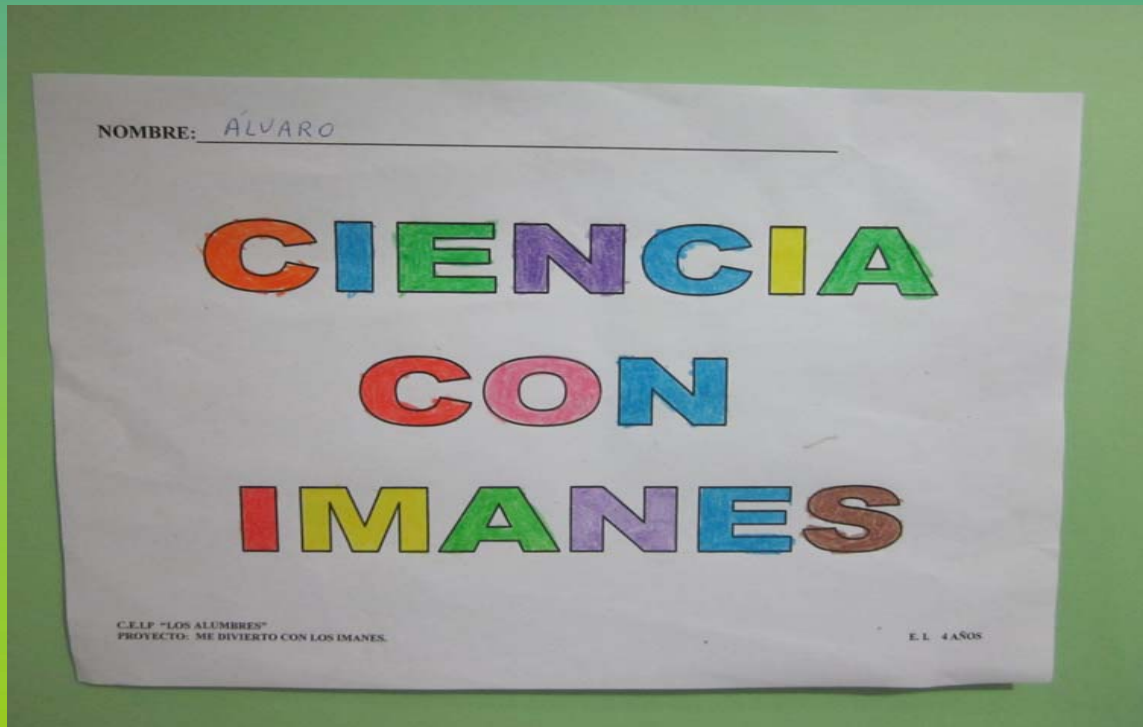 NOMBRE: ÁLVARO
CIENCIA
CON
IMANES
C.E.I.P "LOS ALUMBRES"
PROYECTO: ME DIVIERTO CON LOS IMANES.
E. I. 4 AÑOS